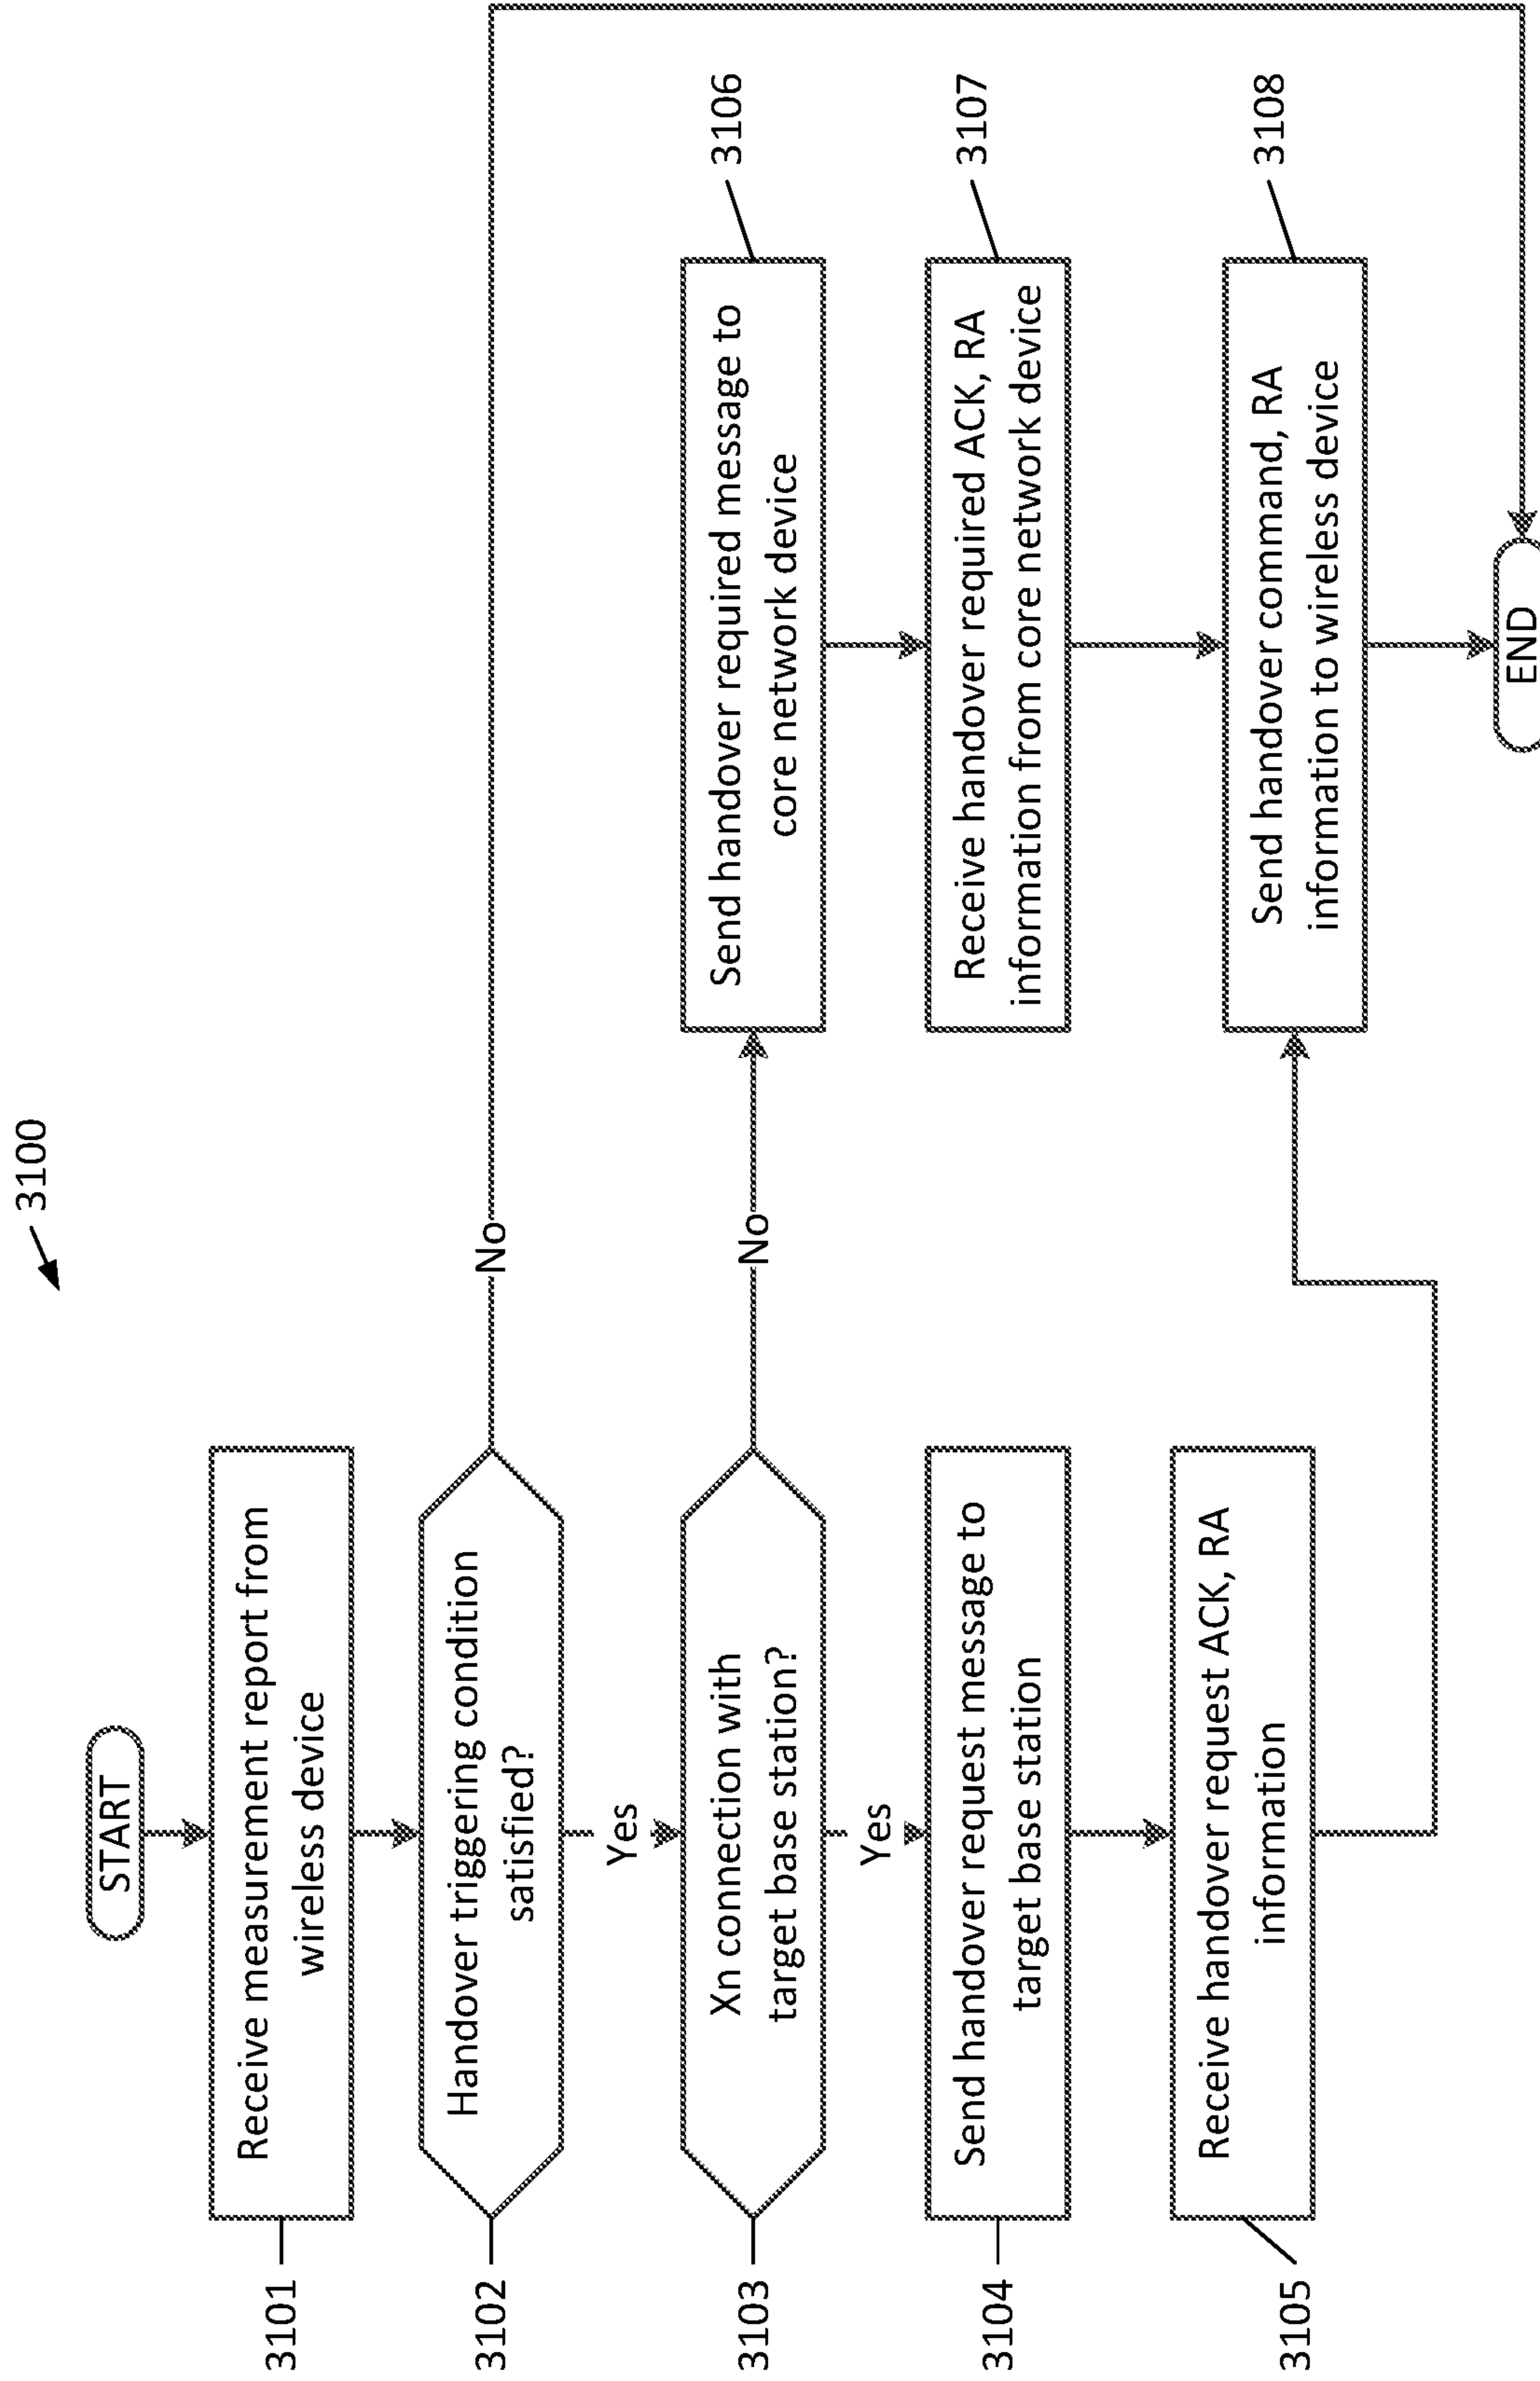 3100
START
3101
Receive measurement report from
wireless device
3102
Handover triggering condition
satisfied?
No
Yes
3103
Xn connection with
target base station?
No
Yes
3104
Send handover request message to
target base station
3105
Receive handover request ACK, RA
information
3106
Send handover required message to
core network device
3107
Receive handover required ACK, RA
information from core network device
3108
Send handover command, RA
information to wireless device
END